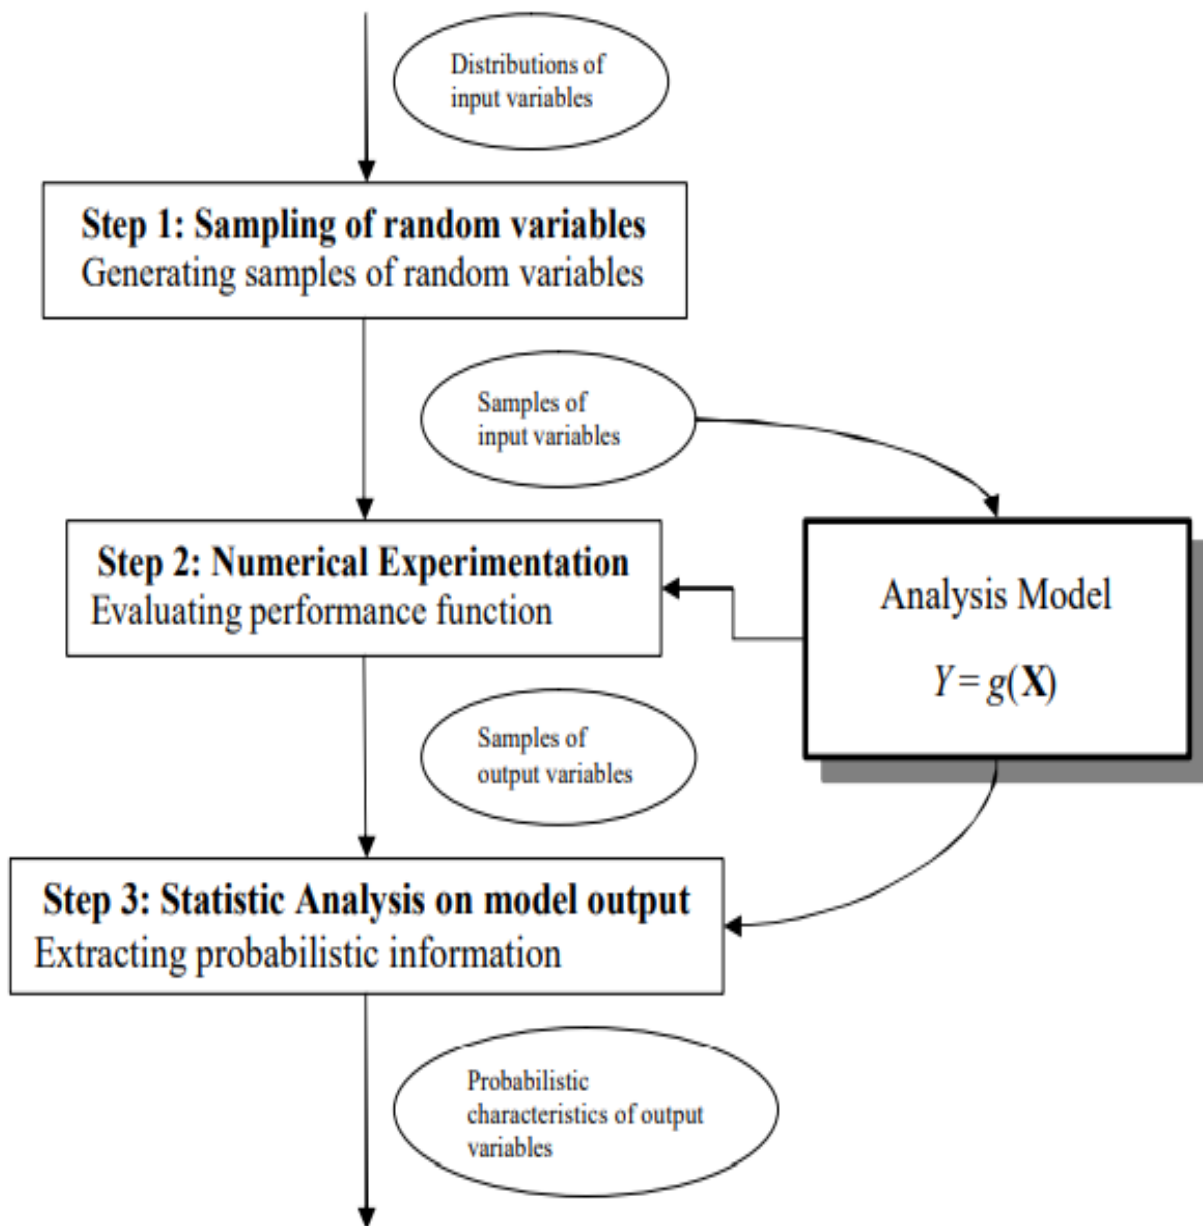 Distributions of
input variables
Step 1: Sampling of random variables
Generating samples of random variables
Samples of
input variables
Step 2: Numerical Experimentation
Evaluating performance function
Analysis Model
Y = g(X)
Samples of
output variables
Step 3: Statistic Analysis on model output
Extracting probabilistic information
Probabilistic
characteristics of output
variables